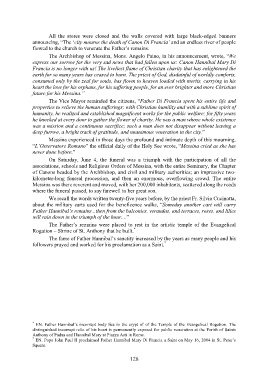 All the stores were closed and the walls covered with large black-edged banners
announcing, "The City mourns the death of Canon Di Francia" and an endless river of people
flowed to the church to venerate the Father's remains.
The Archbishop of Messina, Mons. Angelo Paino, in his announcement, wrote, "We
express our sorrow for the very sad news that had fallen upon us: Canon Hannibal Mary Di
Francia is no longer with us! The liveliest flame of Christian charity that has enlightened the
earth for so many years has ceased to burn. The priest of God, disdainful of worldly comforts,
consumed only by the zeal for souls, has flown to heaven loaded with merits, carrying in his
heart the love for his orphans, for his suffering people, for an ever brighter and more Christian
future for his Messina."
The Vice Mayor reminded the citizens, "Father Di Francia spent his entire life and
properties to relieve the human sufferings; with Christian humility and with a sublime spirit of
humanity, he realized and established magnificent works for the public welfare; for fifty years
he kneeled at every door to gather the flower of charity. He was a man whose whole existence
was a mission and a continuous sacrifice; such a man does not disappear without leaving a
deep furrow, a bright track of gratitude, and unanimous veneration in the city."
Messina experienced in those days the profound and intimate depth of this mourning.
"L'Osservatore Romano" the official daily of the Holy See wrote, "Messina cried as she has
never done before."
On Saturday, June 4, the funeral was a triumph with the participation of all the
associations, schools and Religious Orders of Messina, with the entire Seminary, the Chapter
of Canons headed by the Archbishop, and civil and military authorities; an impressive two-
kilometer-long funeral procession, and then an enormous, overflowing crowd. The entire
Messina was there reverent and moved, with her 200,000 inhabitants, scattered along the roads
where the funeral passed, to say farewell to her great son.
We recall the words written twenty-five years before, by the priest Fr. Silvio Cucinotta,
about the military carts used for the beneficence walks, "Someday another cart will carry
Father Hannibal's remains...then from the balconies, verandas, and terraces, roses, and lilies
will rain down in the triumph of the hour..."
The Father's remains were placed to rest in the artistic temple of the Evangelical
Rogation – Shrine of St. Anthony that he built.
The fame of Father Hannibal's sanctity increased by the years as many people and his
followers prayed and worked for his proclamation as a Saint.
EN. Father Hannibal's incorrupt body lies in the crypt of of the Temple of the Evangelical Rogation. The
distinguished incorrupt relic of his heart is permanently exposed for public veneration at the Parish of Saints
Anthony of Padua and Hannibal Mary at Piazza Asti in Rome.
EN. Pope John Paul II proclaimed Father Hannibal Mary Di Francia a Saint on May 16, 2004 in St. Peter's
Square.
128